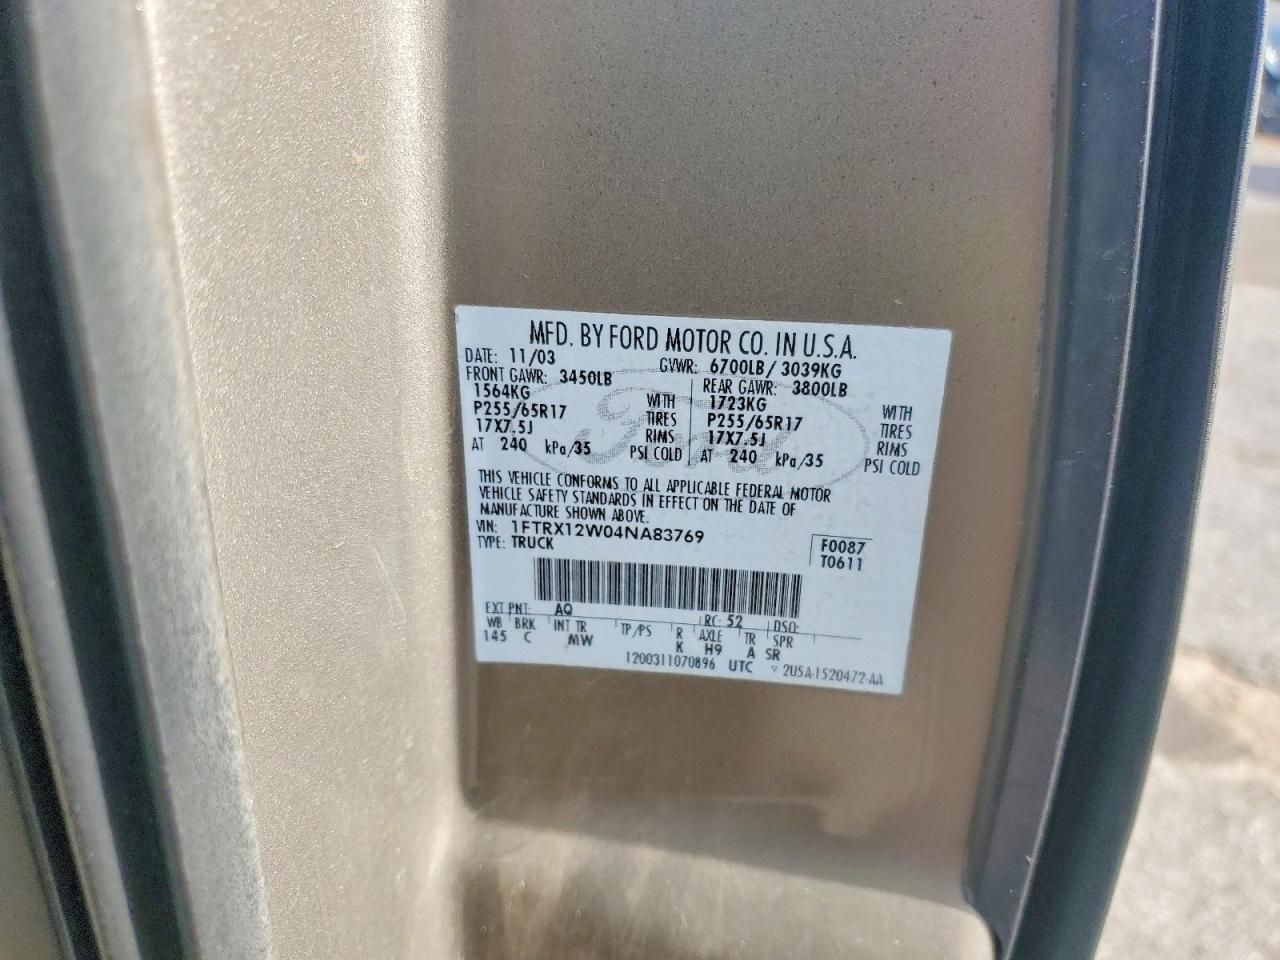 MFD. BY FORD MOTOR CO. IN U.S.A.
DATE: 11/03 GVWR: 6700LB / 3039KG
FRONT GAWR: 3450LB REAR GAWR: 3800LB
1564KG WITH 1723KG WITH
P255/65R17 TIRES P255/65R17 TIRES
17X7.5J RIMS 17X7.5J RIMS
AT 240 kPa/35 PSI COLD AT 240 kPa/35 PSI COLD
Ford
THIS VEHICLE CONFORMS TO ALL APPLICABLE FEDERAL MOTOR
VEHICLE SAFETY STANDARDS IN EFFECT ON THE DATE OF
MANUFACTURE SHOWN ABOVE.
VIN: 1FTRX12W04NA83769 F0087
TYPE: TRUCK T0611
EXT PNT: AQ RC: 52 DSO:
WB BRK INT TR TP/PS R AXLE TR SPR
145 C MW K H9 A SR
1200311070896 UTC 2U5A-1520472-AA